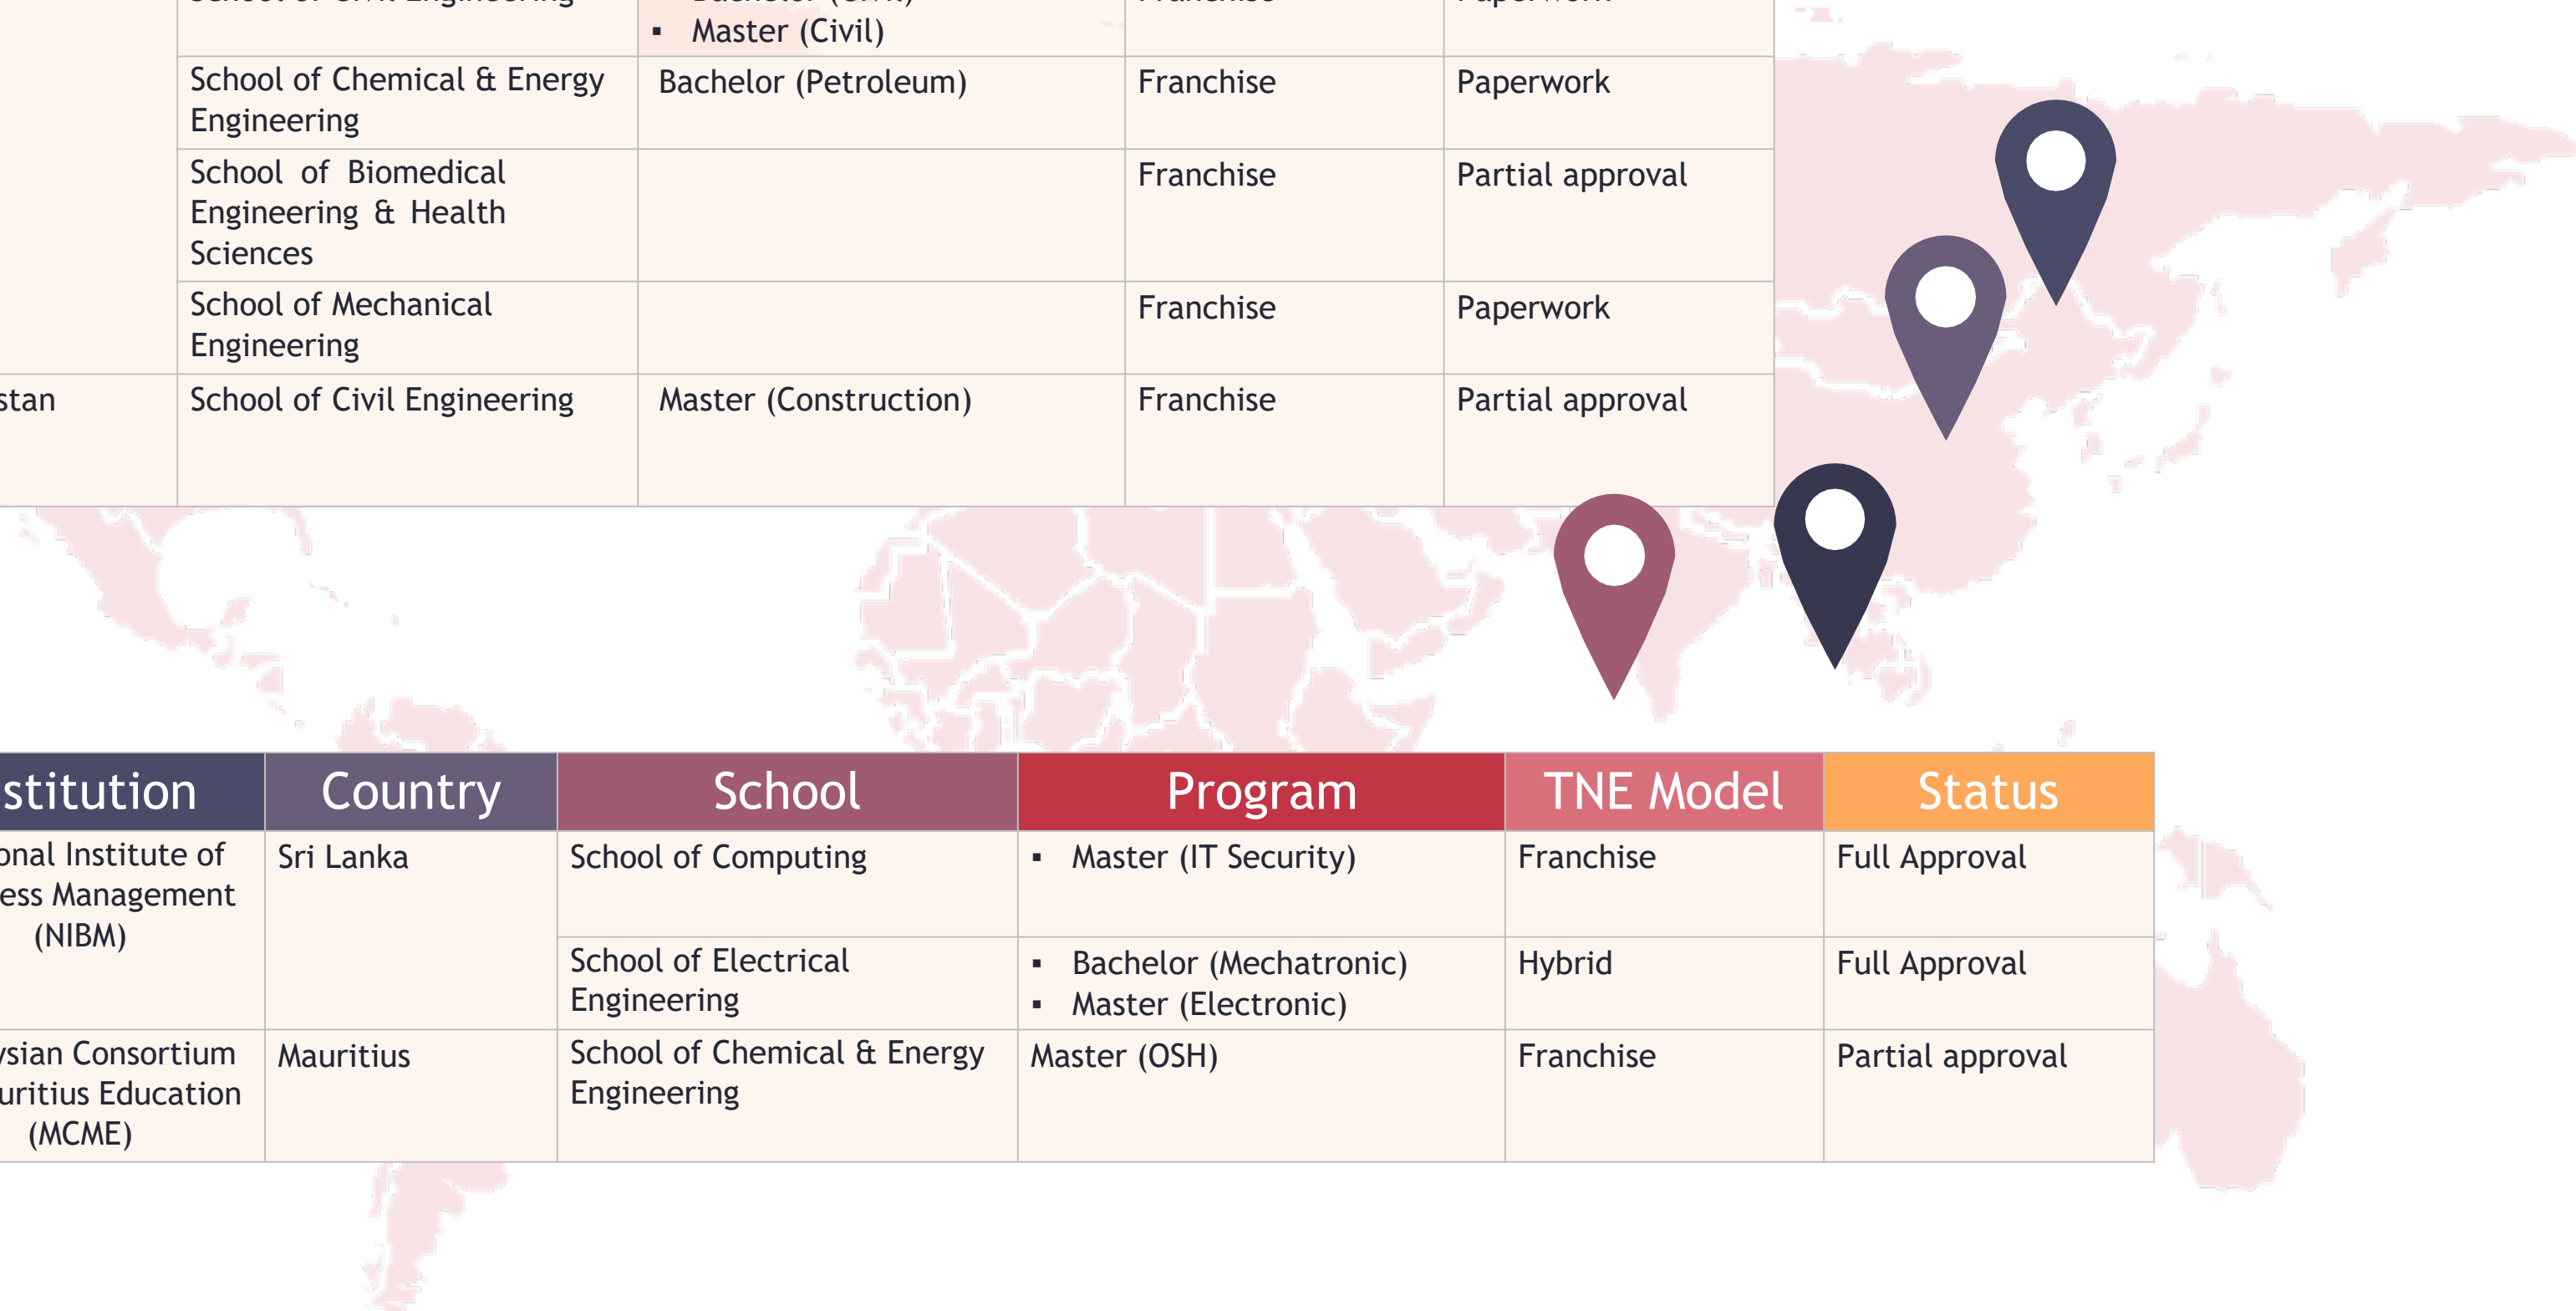 ▪ Master (Civil)
School of Chemical & Energy
Engineering
Bachelor (Petroleum)
Franchise
Paperwork
School of Biomedical
Engineering & Health
Sciences
Franchise
Partial approval
School of Mechanical
Engineering
Franchise
Paperwork
stan
School of Civil Engineering
Master (Construction)
Franchise
Partial approval
stitution
Country
School
Program
TNE Model
Status
onal Institute of
ess Management
(NIBM)
Sri Lanka
School of Computing
▪ Master (IT Security)
Franchise
Full Approval
School of Electrical
Engineering
▪ Bachelor (Mechatronic)
▪ Master (Electronic)
Hybrid
Full Approval
ysian Consortium
uritius Education
(MCME)
Mauritius
School of Chemical & Energy
Engineering
Master (OSH)
Franchise
Partial approval